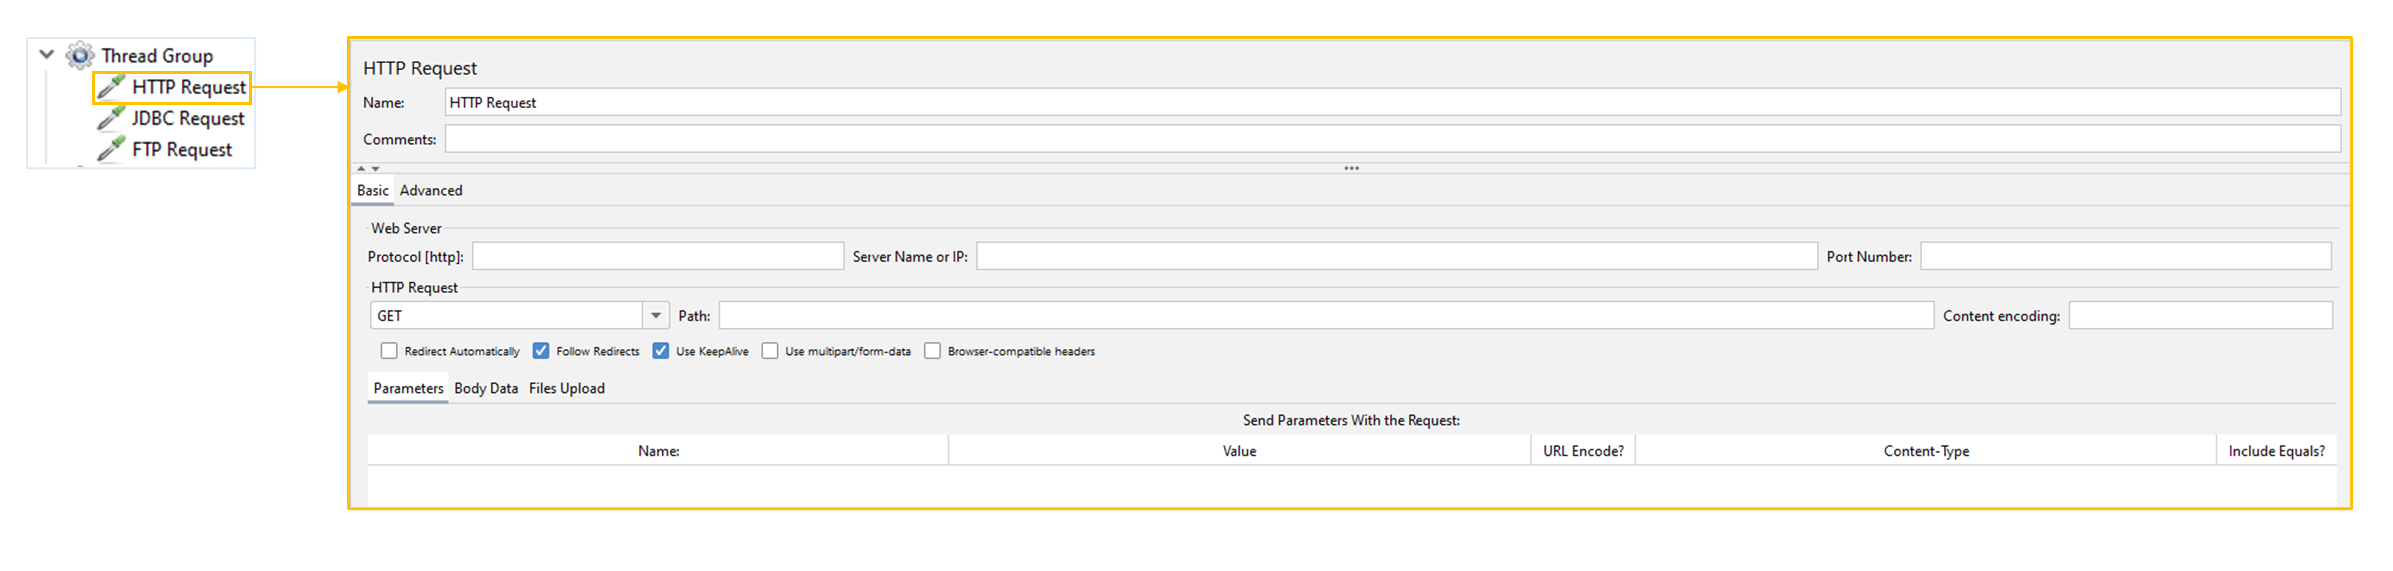 Thread Group
HTTP Request
JDBC Request
FTP Request
HTTP Request
Name: HTTP Request
Comments:
Basic Advanced
Web Server
Protocol [http]: Server Name or IP: Port Number:
HTTP Request
GET Path: Content encoding:
Redirect Automatically Follow Redirects Use KeepAlive Use multipart/form-data Browser-compatible headers
Parameters Body Data Files Upload
Send Parameters With the Request:
Name: Value URL Encode? Content-Type Include Equals?